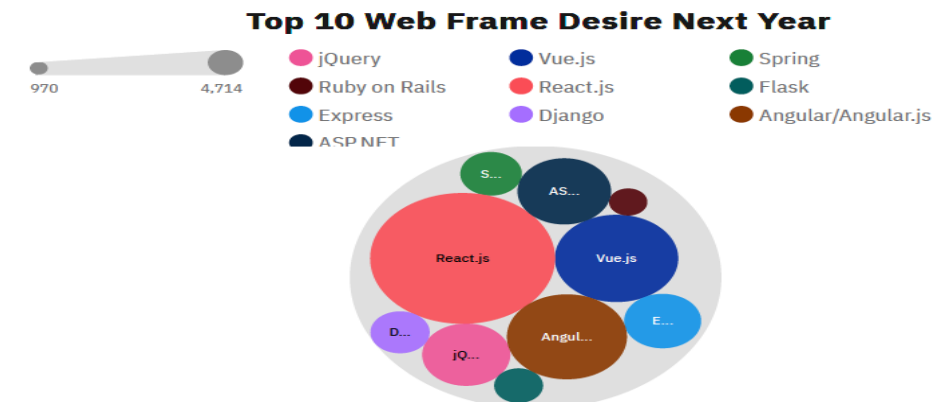 Top 10 Web Frame Desire Next Year
970 4,714
jQuery Vue.js Spring
Ruby on Rails React.js Flask
Express Django Angular/Angular.js
ASP.NET
S...
AS...
React.js Vue.js
E...
D... Angul...
jQ...